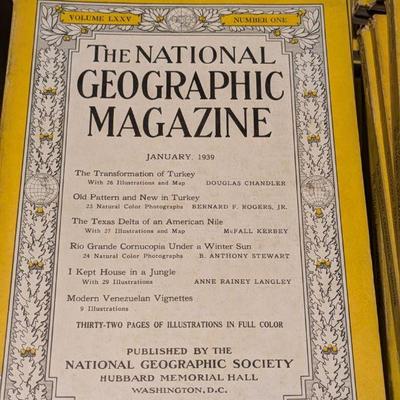 VOLUME LXXV NUMBER ONE
THE NATIONAL
GEOGRAPHIC
MAGAZINE
JANUARY, 1939
The Transformation of Turkey
With 26 Illustrations and Map DOUGLAS CHANDLER
Old Pattern and New in Turkey
23 Natural Color Photographs BERNARD F. ROGERS, JR.
The Texas Delta of an American Nile
With 27 Illustrations and Map McFALL KERBEY
Rio Grande Cornucopia Under a Winter Sun
24 Natural Color Photographs B. ANTHONY STEWART
I Kept House in a Jungle
With 29 Illustrations ANNE RAINEY LANGLEY
Modern Venezuelan Vignettes
9 Illustrations
THIRTY-TWO PAGES OF ILLUSTRATIONS IN FULL COLOR
PUBLISHED BY THE
NATIONAL GEOGRAPHIC SOCIETY
HUBBARD MEMORIAL HALL
WASHINGTON, D.C.